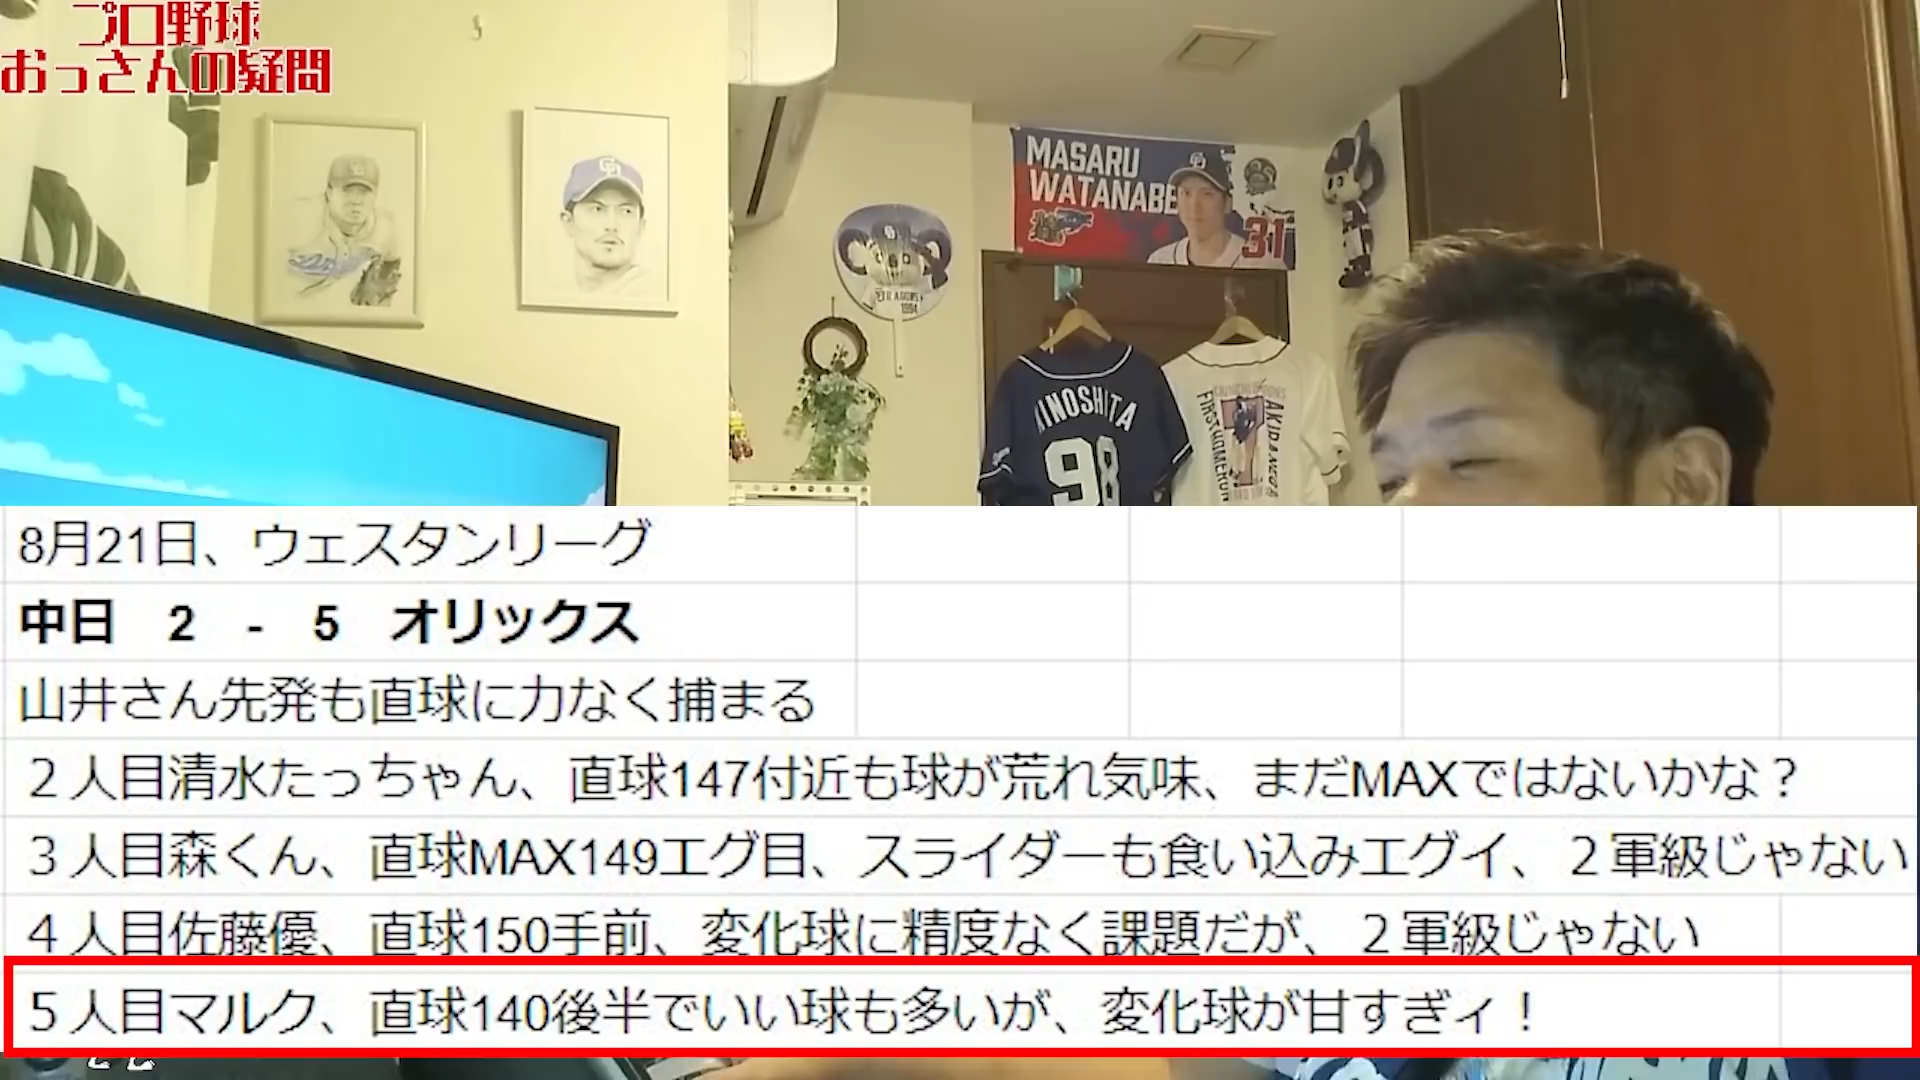 プロ野球
おっさんの疑問
MASARU
WATANABE
31
DRAGONS
1994
KINOSHITA
98
8月21日、ウェスタンリーグ
中日 2 - 5 オリックス
山井さん先発も直球に力なく捕まる
２人目清水たっちゃん、直球147付近も球が荒れ気味、まだMAXではないかな？
３人目森くん、直球MAX149エグ目、スライダーも食い込みエグイ、２軍級じゃない
４人目佐藤優、直球150手前、変化球に精度なく課題だが、２軍級じゃない
５人目マルク、直球140後半でいい球も多いが、変化球が甘すぎィ！